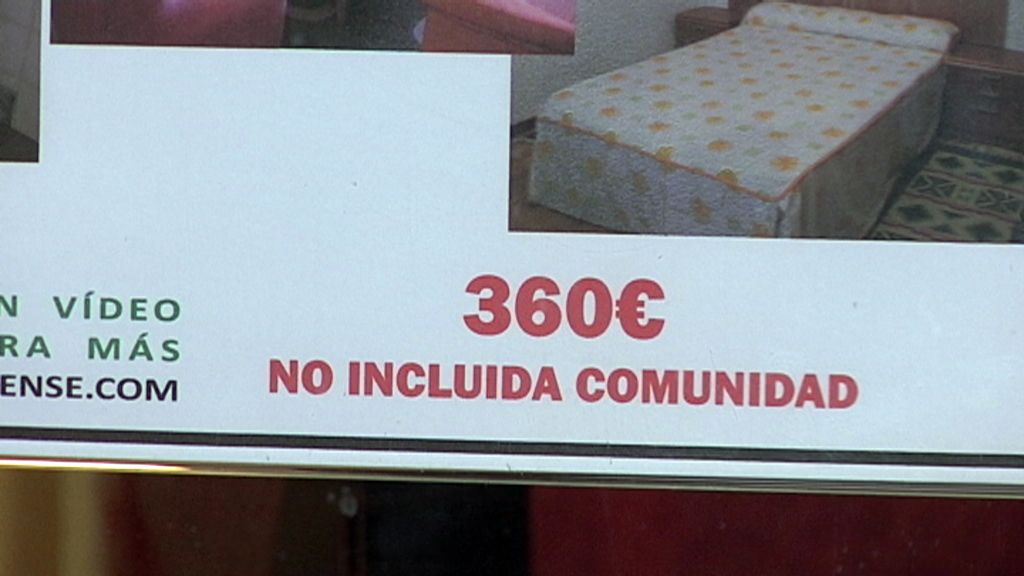 N VÍDEO
RA MÁS
ENSE.COM
360€
NO INCLUIDA COMUNIDAD